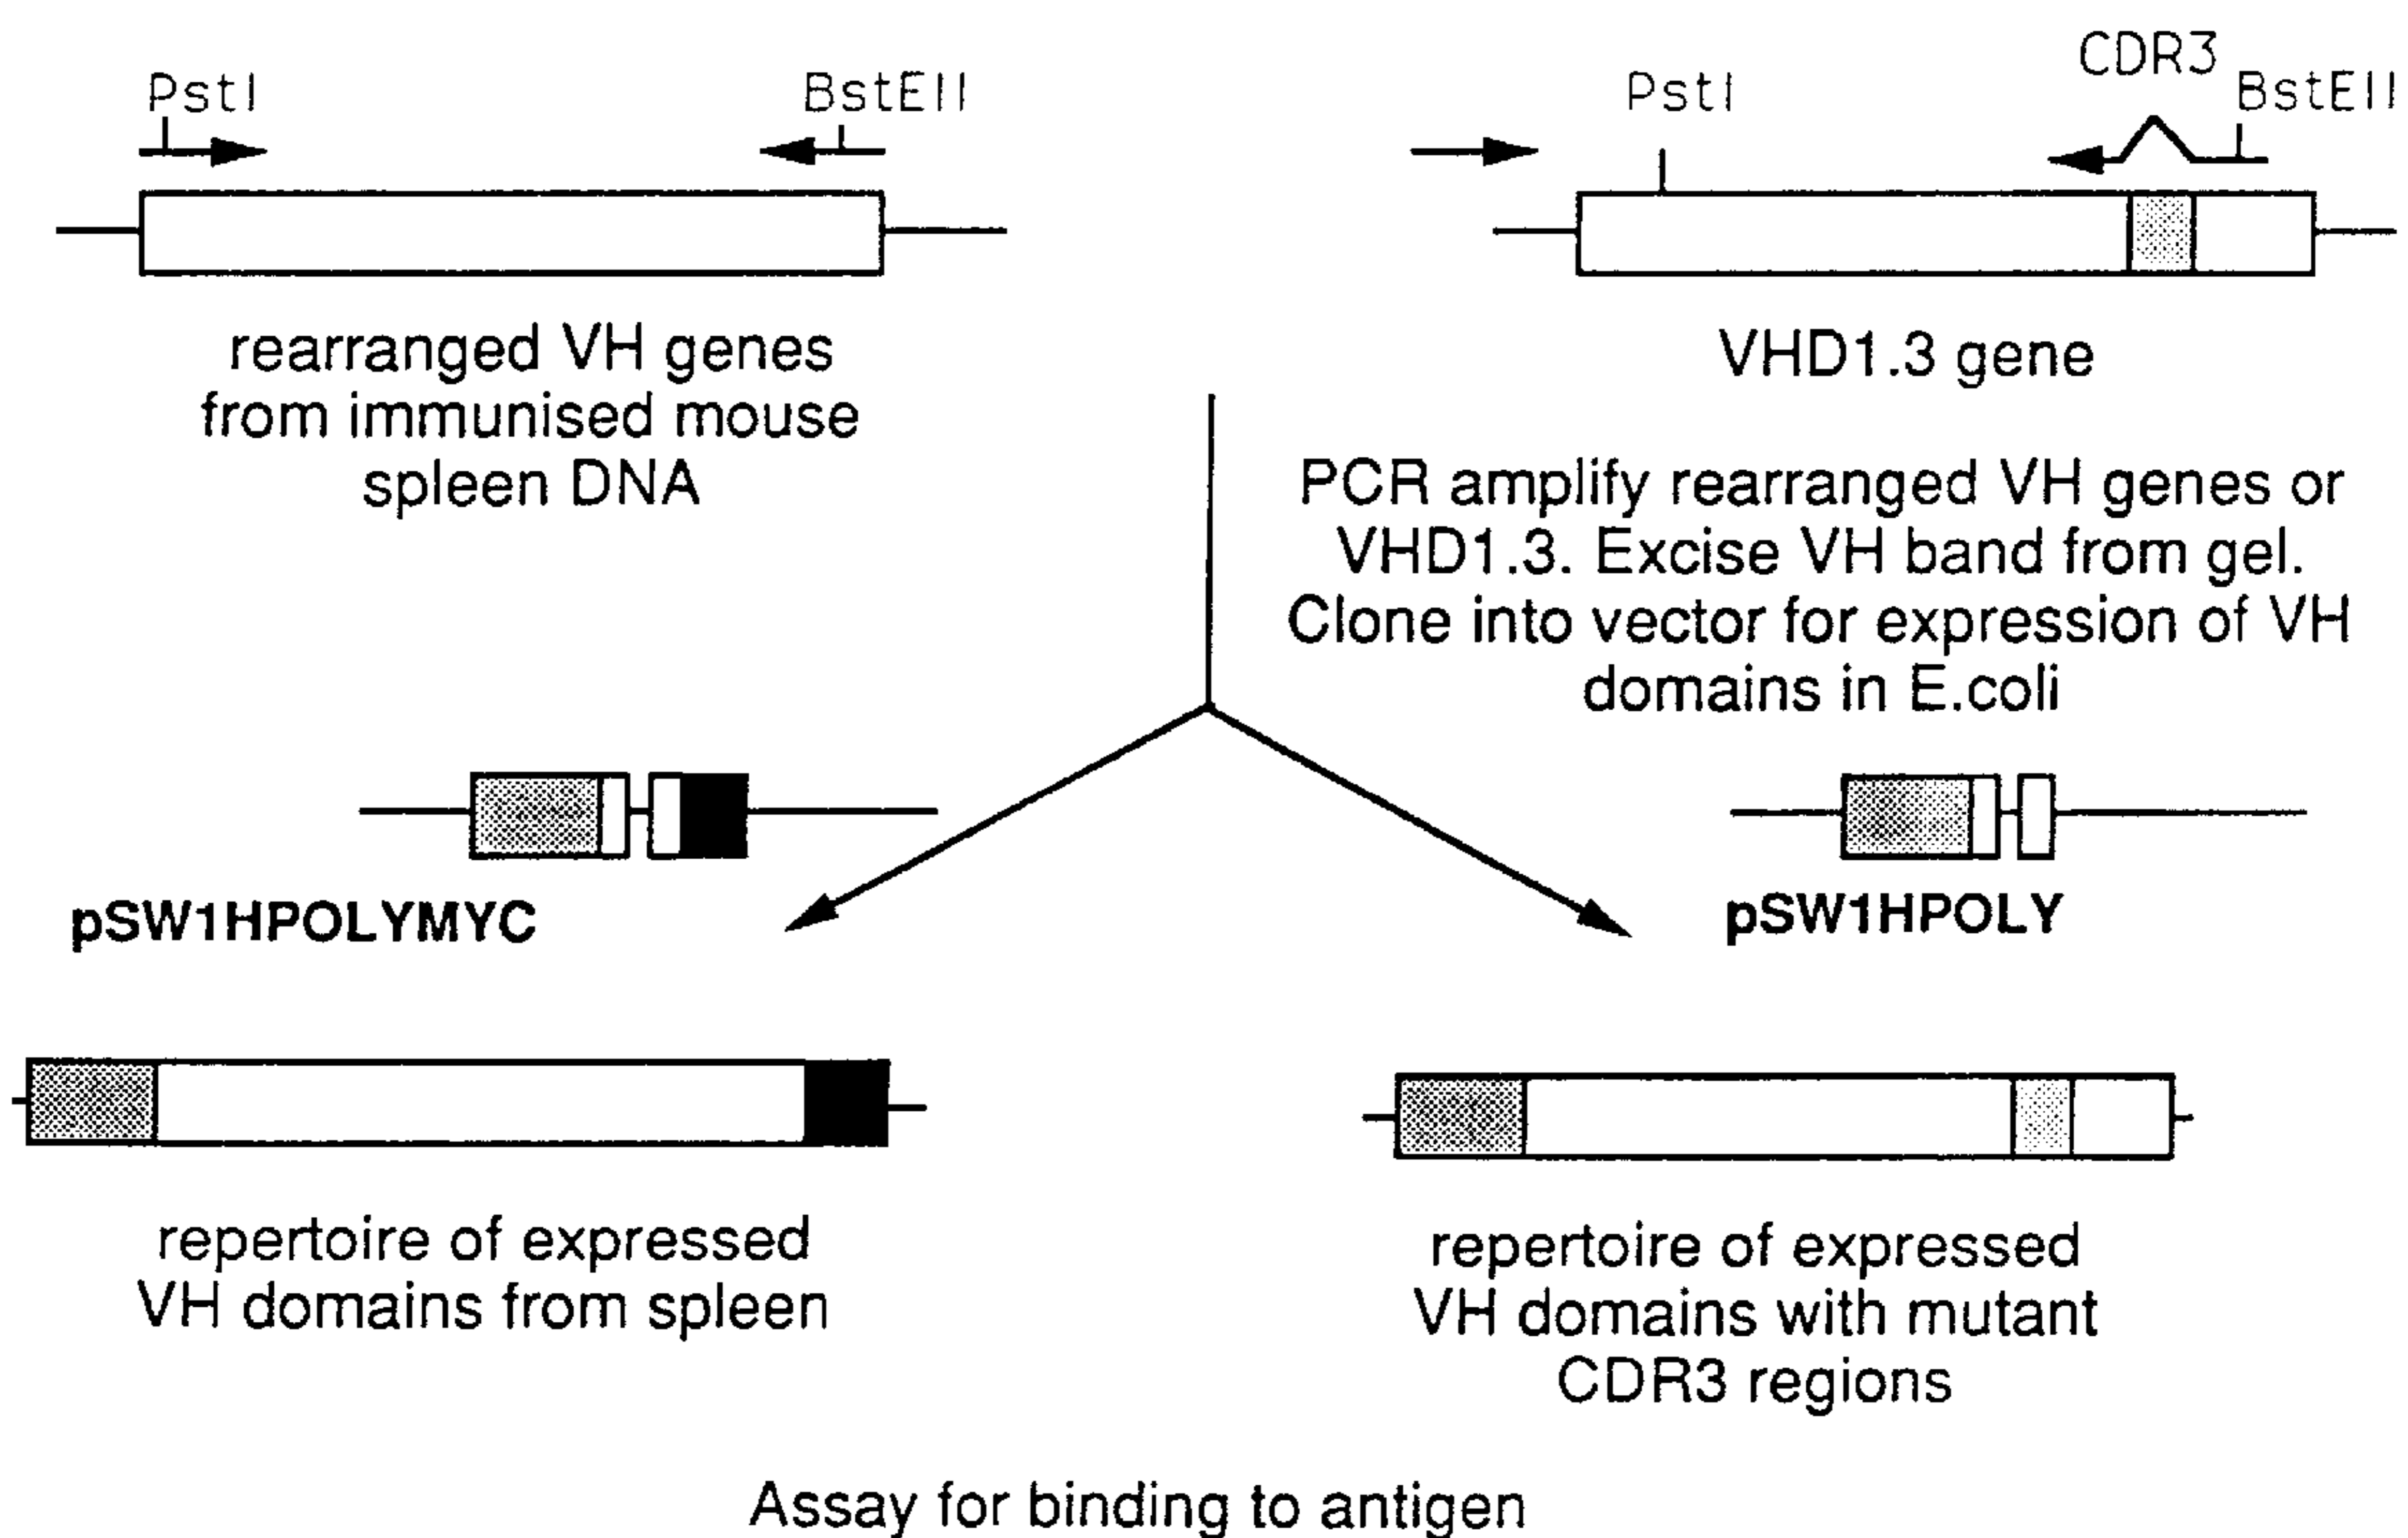 PstI
BstEII
rearranged VH genes
from immunised mouse
spleen DNA
PstI
CDR3
BstEII
VHD1.3 gene
PCR amplify rearranged VH genes or
VHD1.3. Excise VH band from gel.
Clone into vector for expression of VH
domains in E.coli
pSW1HPOLYMYC
pSW1HPOLY
repertoire of expressed
VH domains from spleen
repertoire of expressed
VH domains with mutant
CDR3 regions
Assay for binding to antigen